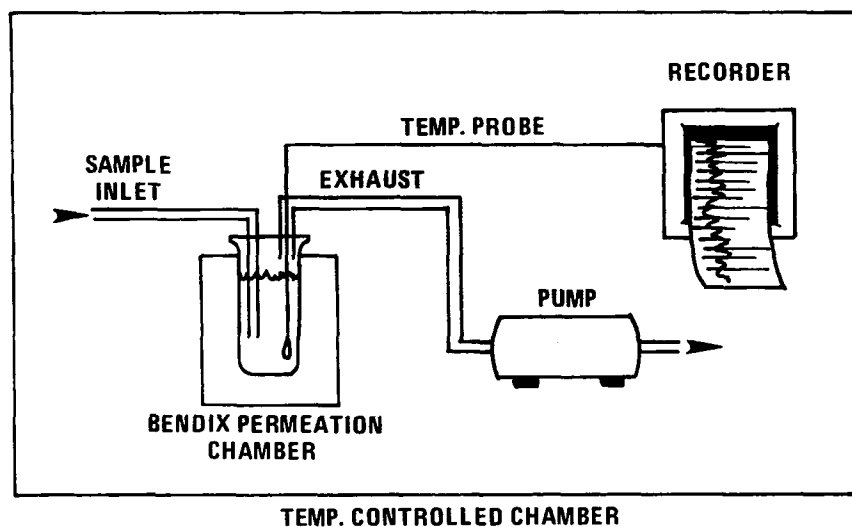 RECORDER
TEMP. PROBE
SAMPLE
INLET
EXHAUST
PUMP
BENDIX PERMEATION
CHAMBER
TEMP. CONTROLLED CHAMBER